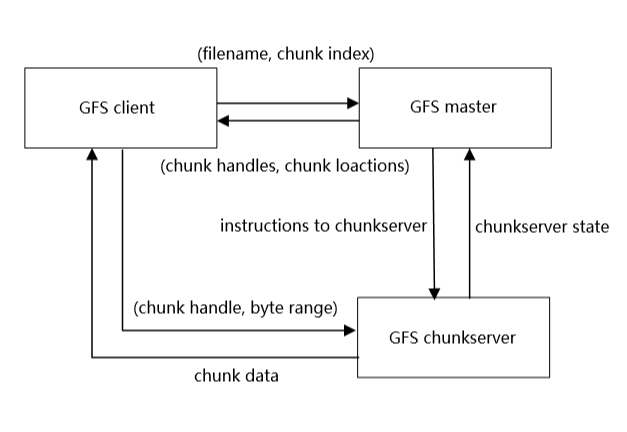 (filename, chunk index)
GFS client
GFS master
(chunk handles, chunk loactions)
instructions to chunkserver
chunkserver state
(chunk handle, byte range)
GFS chunkserver
chunk data